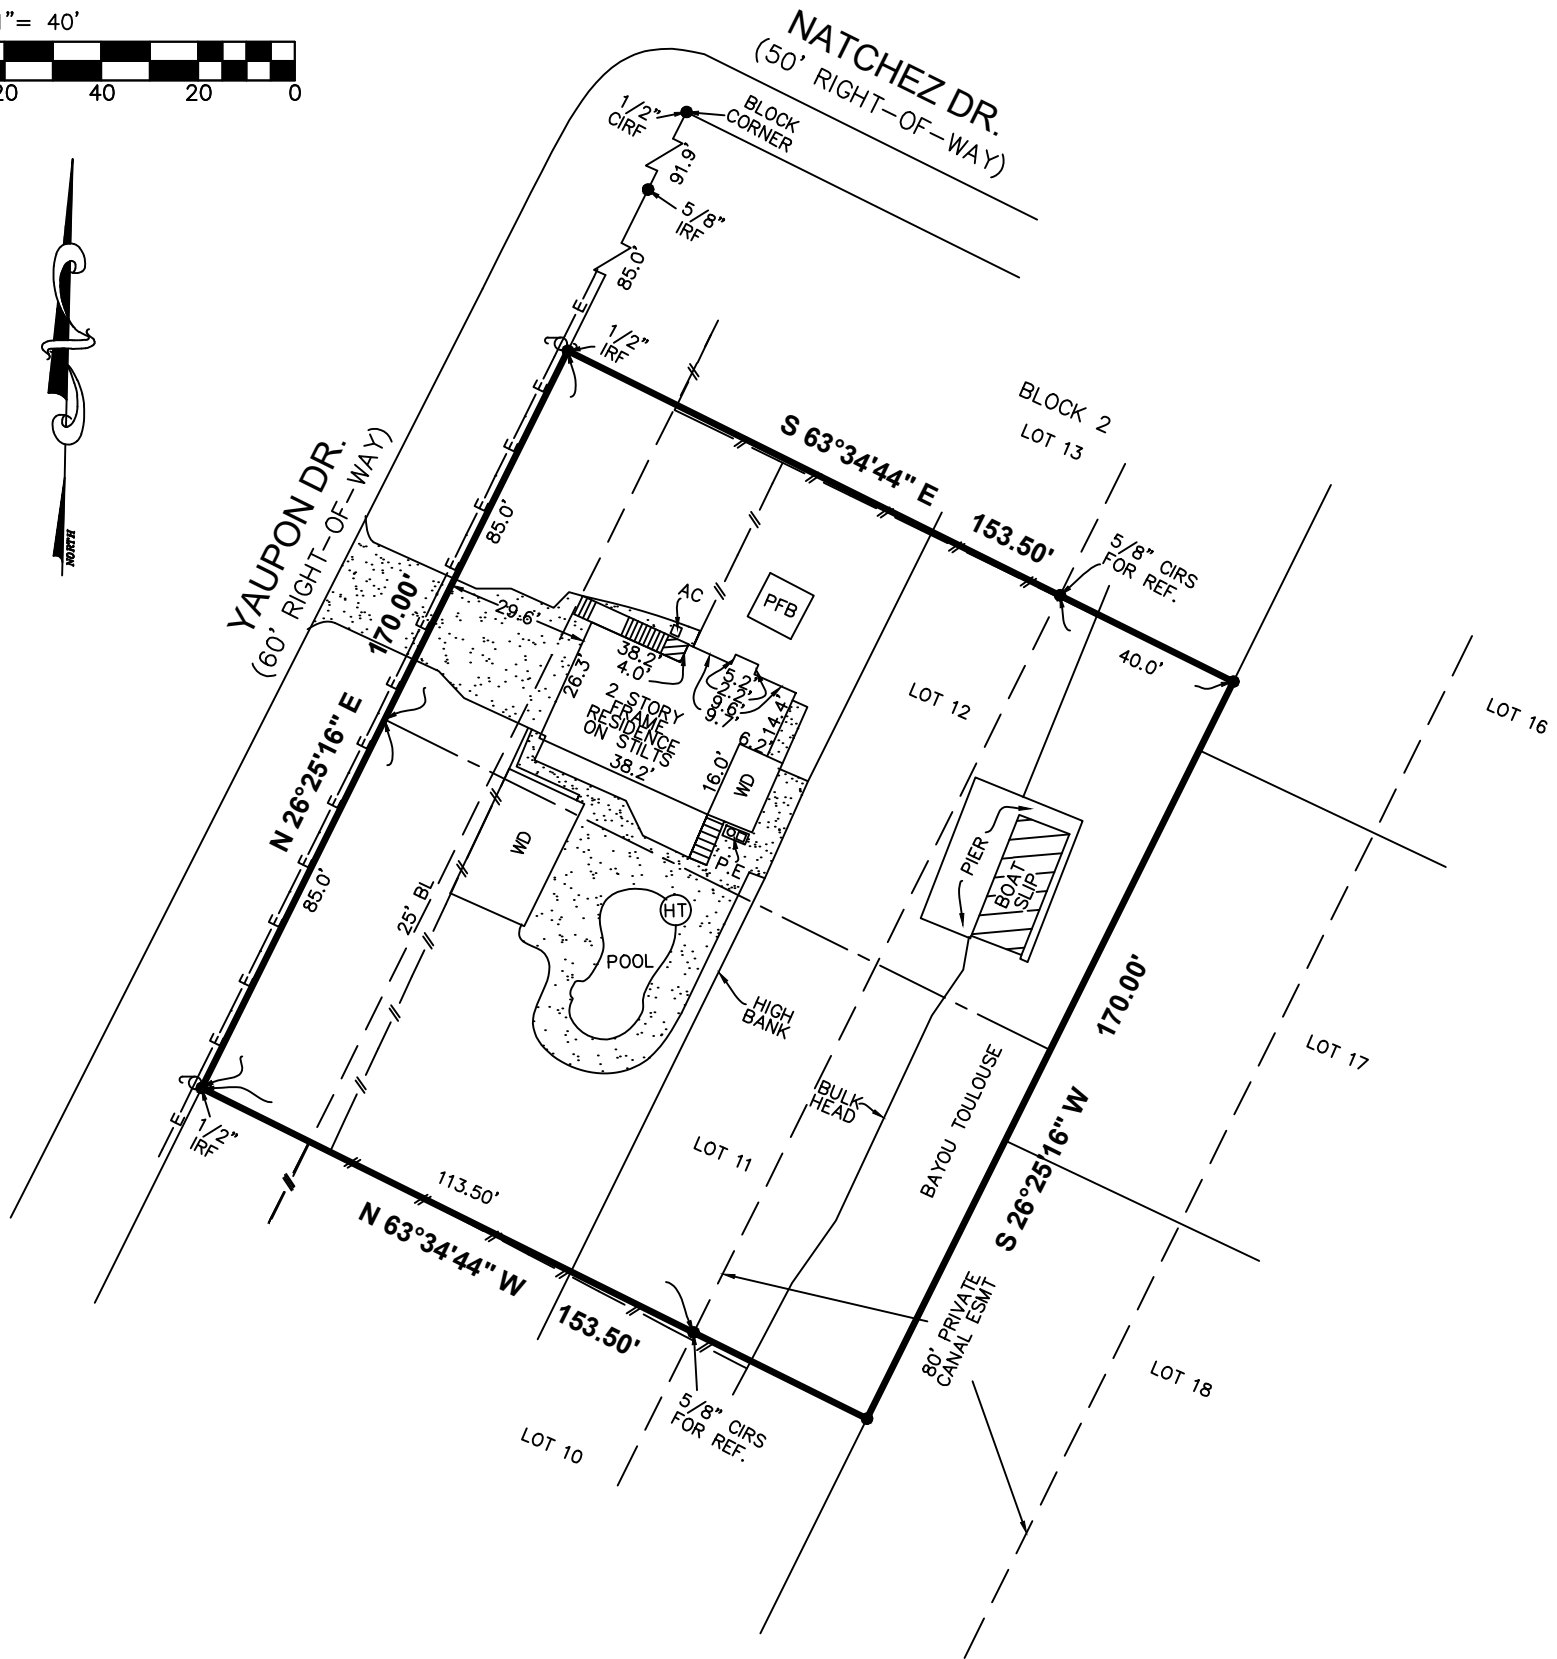 "= 40'
20
40
20
0
NORTH
NATCHEZ DR.
(50' RIGHT-OF-WAY)
1/2"
CIRF
BLOCK
CORNER
91.9'
5/8"
IRF
85.0'
E
1/2"
IRF
E
BLOCK 2
LOT 13
S 63°34'44" E
153.50'
E
YAUPON DR.
(60' RIGHT-OF-WAY)
E
85.0'
5/8" CIRS
FOR REF.
E
170.00'
29.6'
AC
PFB
E
40.0'
38.2'
4.0'
26.3'
5.2'
2.2'
9.6'
9.7'
14.4'
6.2'
2 STORY
FRAME
RESIDENCE
ON STILTS
38.2'
16.0'
WD
LOT 12
LOT 16
E
N 26°25'16" E
E
E
WD
P E
PIER
BOAT
SLIP
E
85.0'
25' BL
HT
POOL
E
E
HIGH
BANK
170.00'
LOT 17
E
BULK
HEAD
BAYOU TOULOUSE
S 26°25'16" W
E
1/2"
IRF
LOT 11
113.50'
N 63°34'44" W
153.50'
80' PRIVATE
CANAL ESMT
LOT 18
5/8" CIRS
FOR REF.
LOT 10